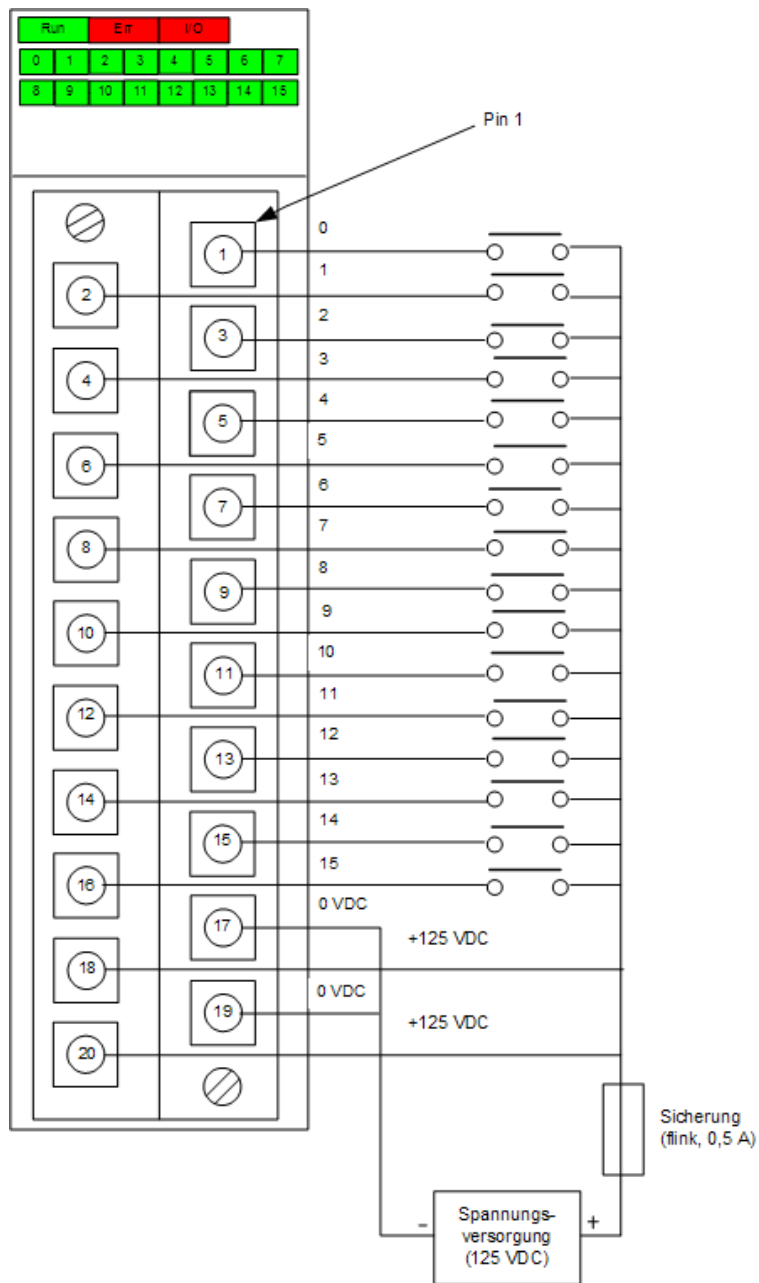 Run Err I/O
0 1 2 3 4 5 6 7
8 9 10 11 12 13 14 15
Pin 1
0
1
1
2
2
3
3
4
4
5
5
6
6
7
7
8
8
9
9
10
10
11
11
12
12
13
13
14
14
15
15
16
0 VDC
17
+125 VDC
18
0 VDC
19
+125 VDC
20
Sicherung
(flink, 0,5 A)
Spannungs-
versorgung
(125 VDC)
-
+